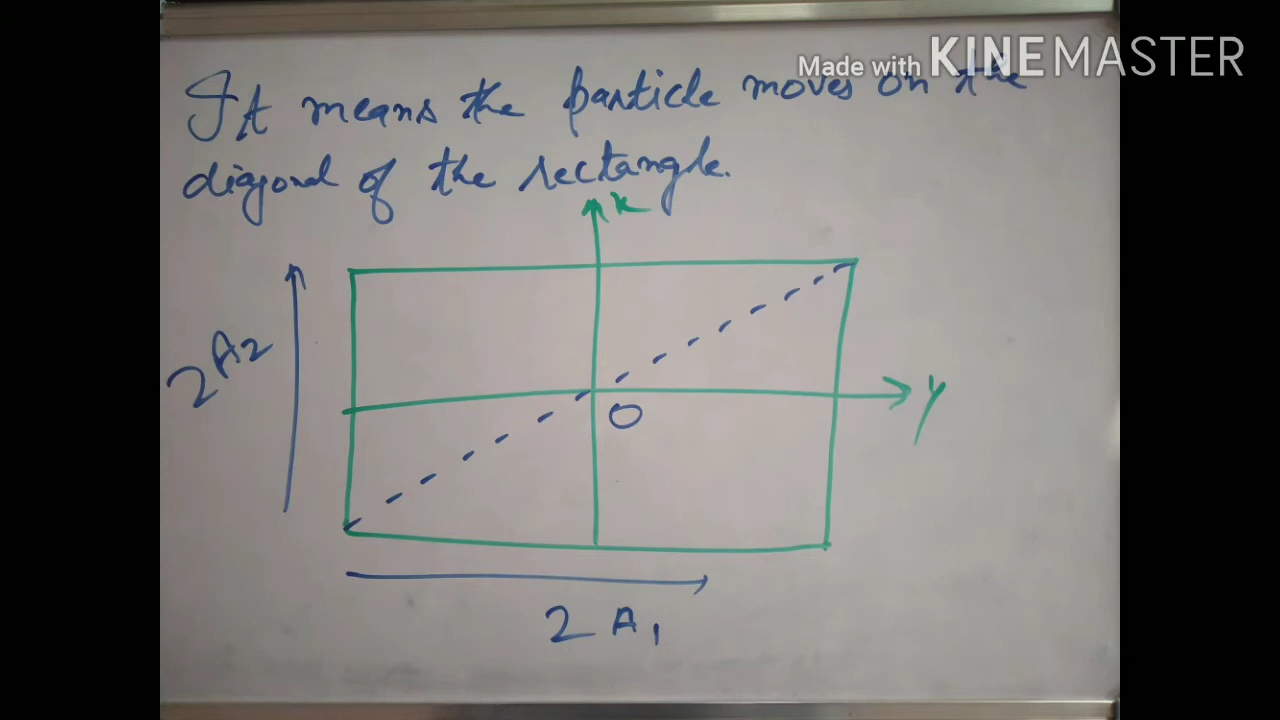 Made with KINEMASTER
It means the particle moves on the
diagonal of the rectangle.
x
2A2
O
y
2A1